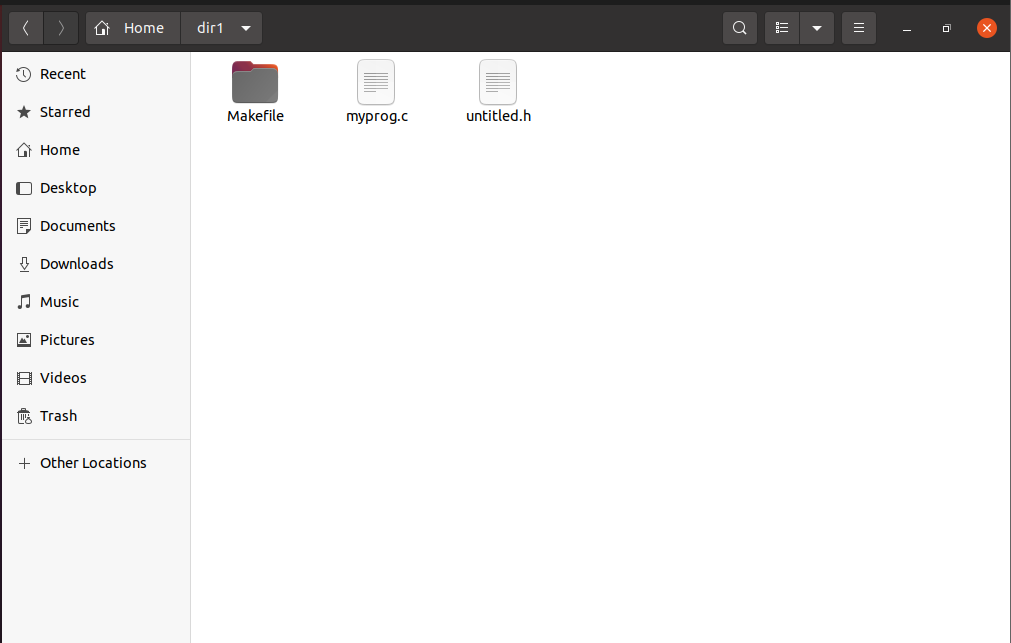 Home dir1
Recent
Starred
Home
Desktop
Documents
Downloads
Music
Pictures
Videos
Trash
Other Locations
Makefile myprog.c untitled.h